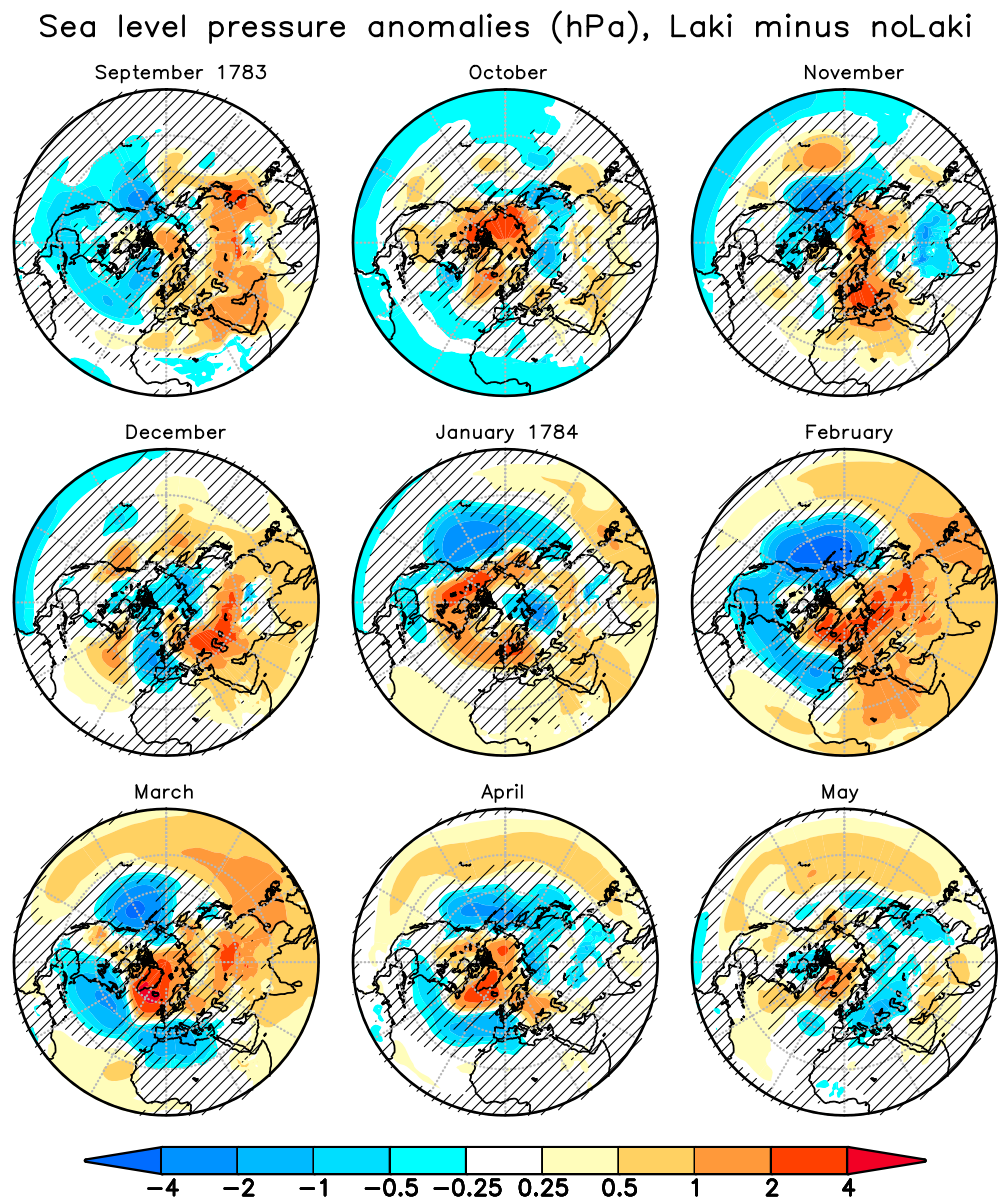 Sea level pressure anomalies (hPa), Laki minus noLaki
September 1783 October November
December January 1784 February
March April May
−4 −2 −1 −0.5 −0.25 0.25 0.5 1 2 4